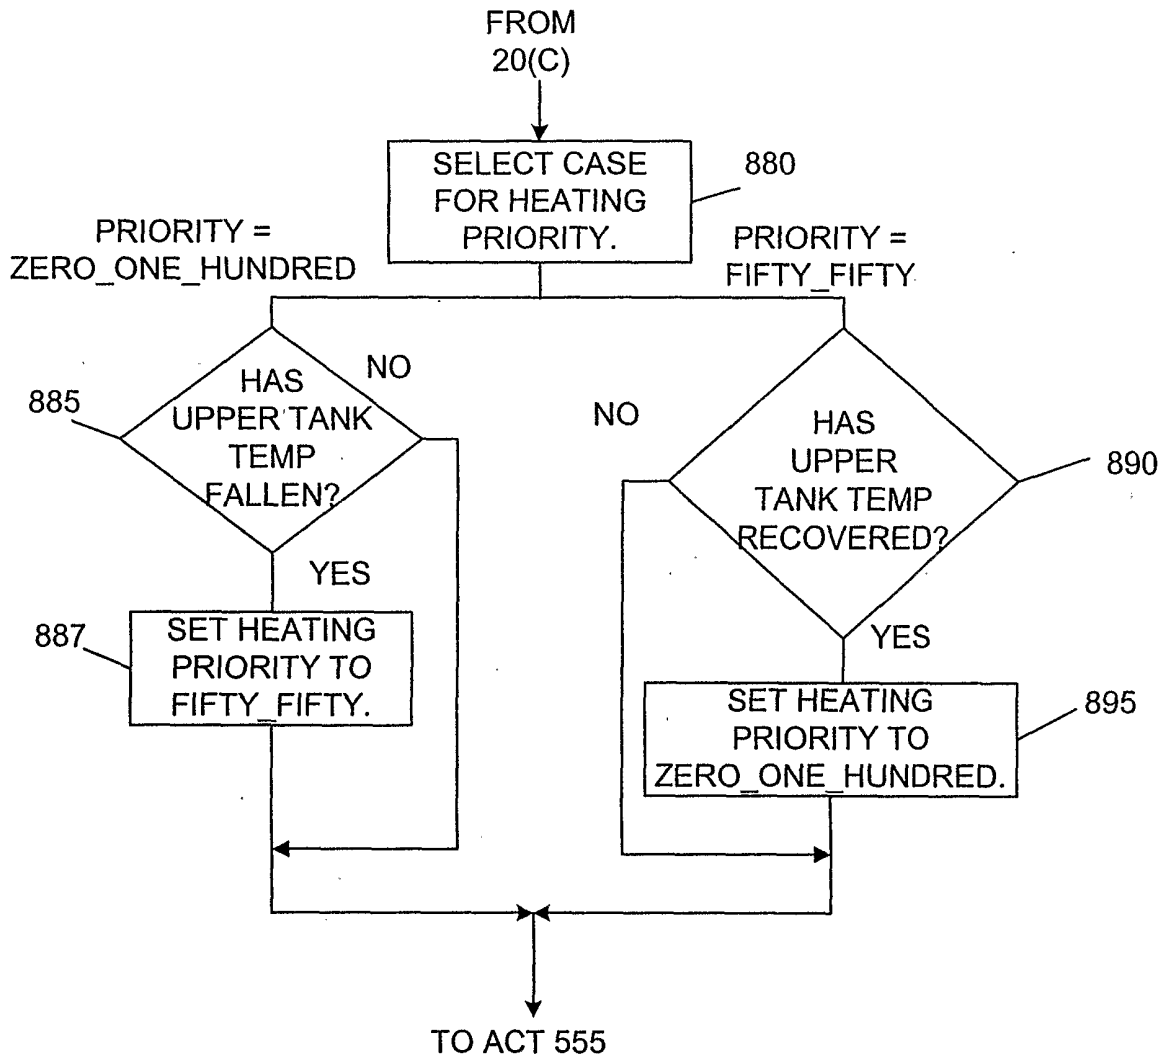 FROM
20(C)
SELECT CASE
FOR HEATING
PRIORITY.
880
PRIORITY =
ZERO_ONE_HUNDRED
PRIORITY =
FIFTY_FIFTY
HAS
UPPER TANK
TEMP
FALLEN?
885
NO
YES
887
SET HEATING
PRIORITY TO
FIFTY_FIFTY.
NO
HAS
UPPER
TANK TEMP
RECOVERED?
890
YES
SET HEATING
PRIORITY TO
ZERO_ONE_HUNDRED.
895
TO ACT 555